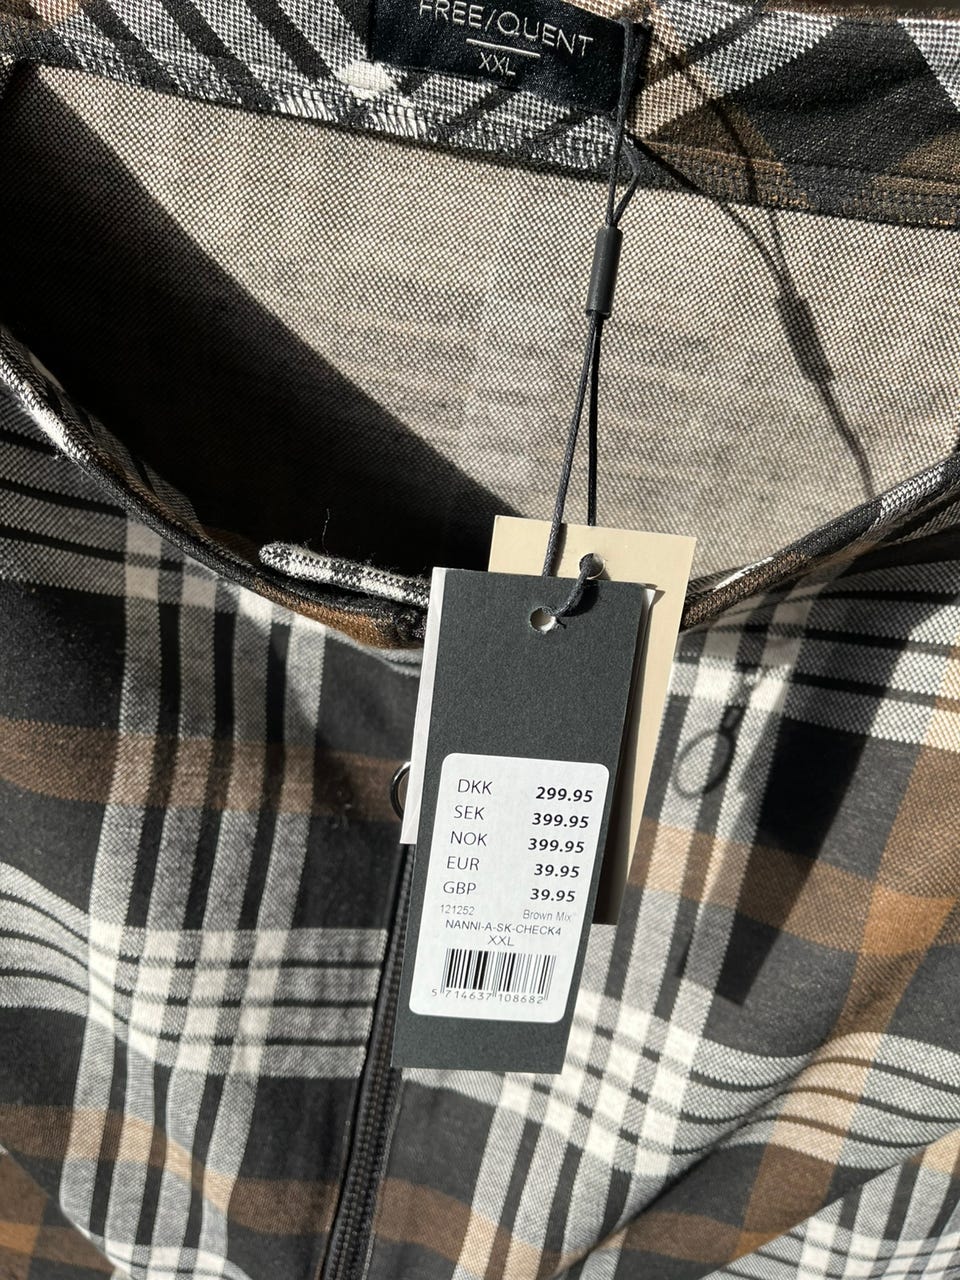 FREE/QUENT
XXL
DKK 299.95
SEK 399.95
NOK 399.95
EUR 39.95
GBP 39.95
121252 Brown Mix
NANNI-A-SK-CHECK4
XXL
5 714637 108682